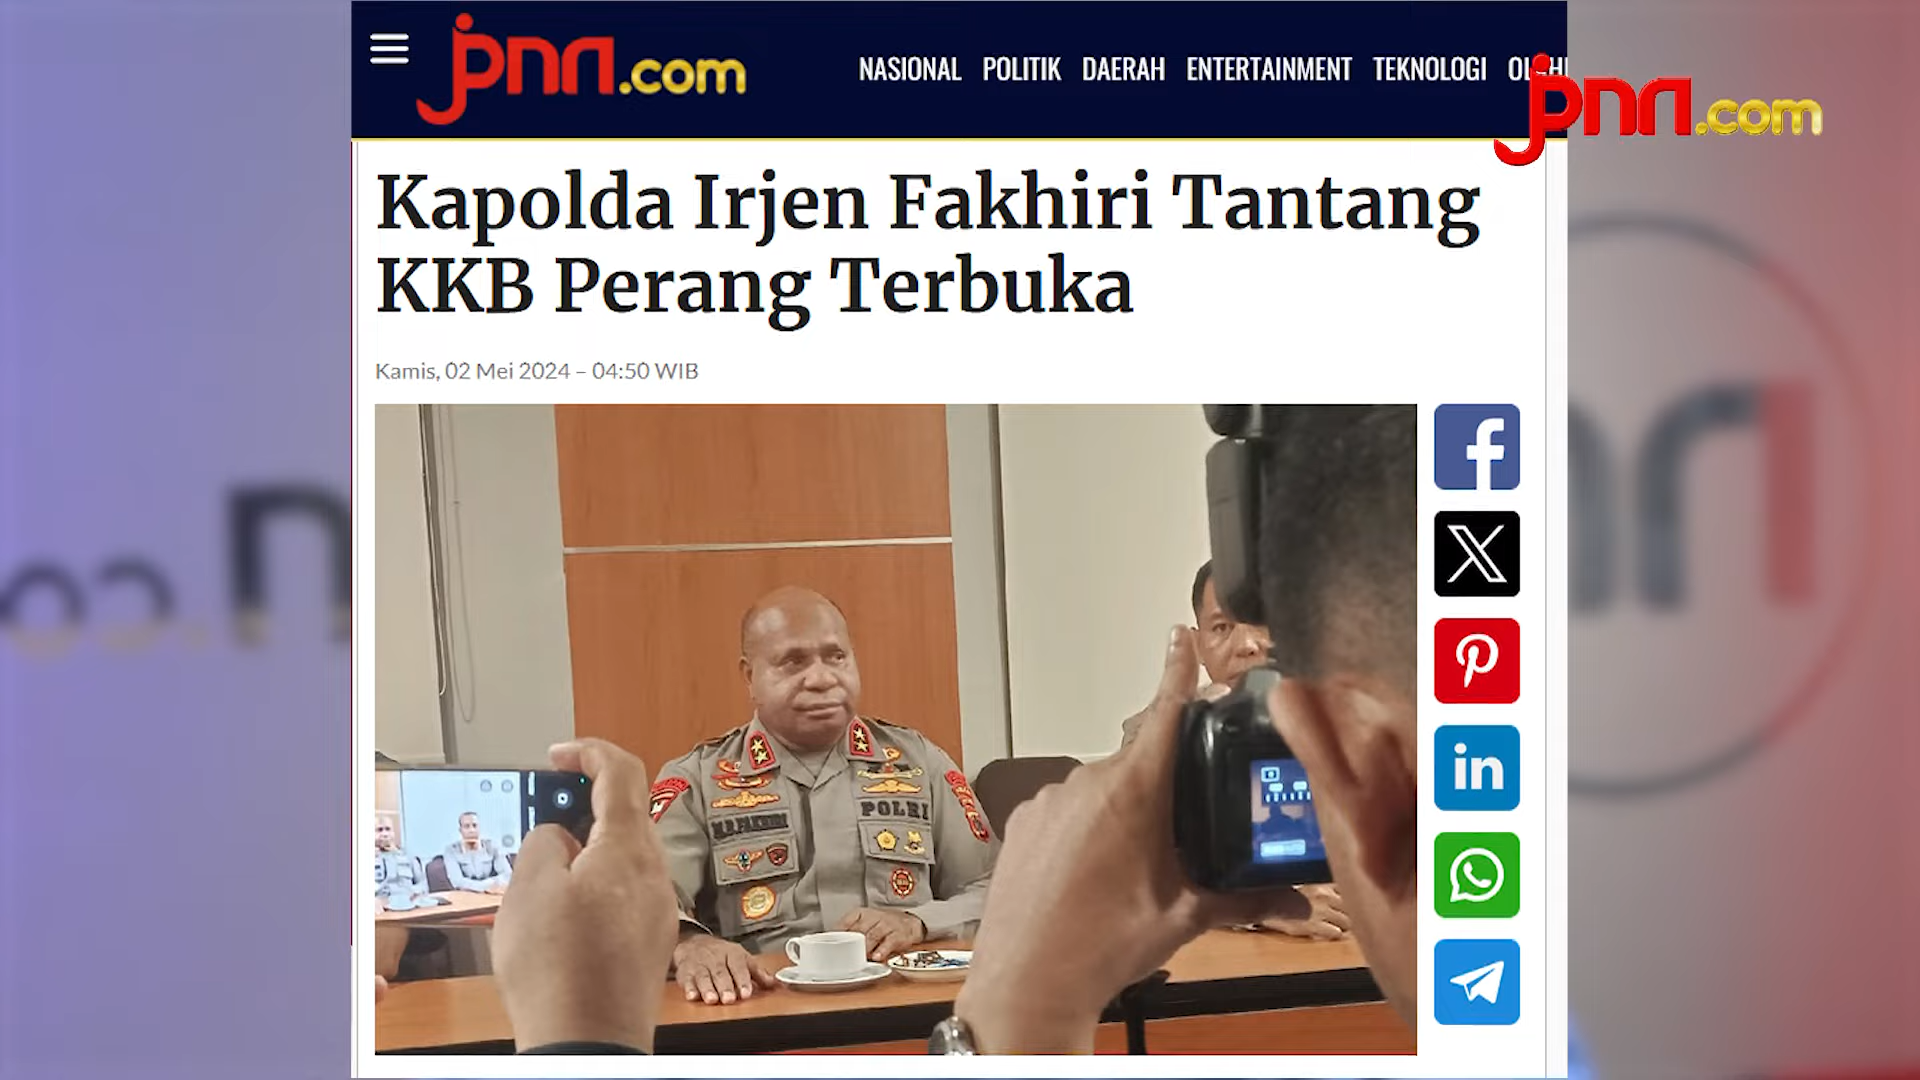 jpnn.com
NASIONAL POLITIK DAERAH ENTERTAINMENT TEKNOLOGI
jpnn.com
Kapolda Irjen Fakhiri Tantang
KKB Perang Terbuka
Kamis, 02 Mei 2024 – 04:50 WIB
POLRI
M.D.FAKHIRI